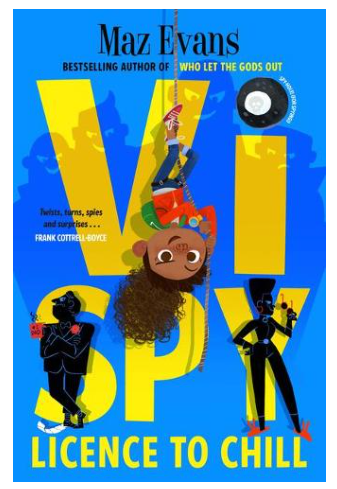 Maz Evans
BESTSELLING AUTHOR OF WHO LET THE GODS OUT
Vi
Twists, turns, spies
and surprises . . .
FRANK COTTRELL-BOYCE
SPY
LICENCE TO CHILL